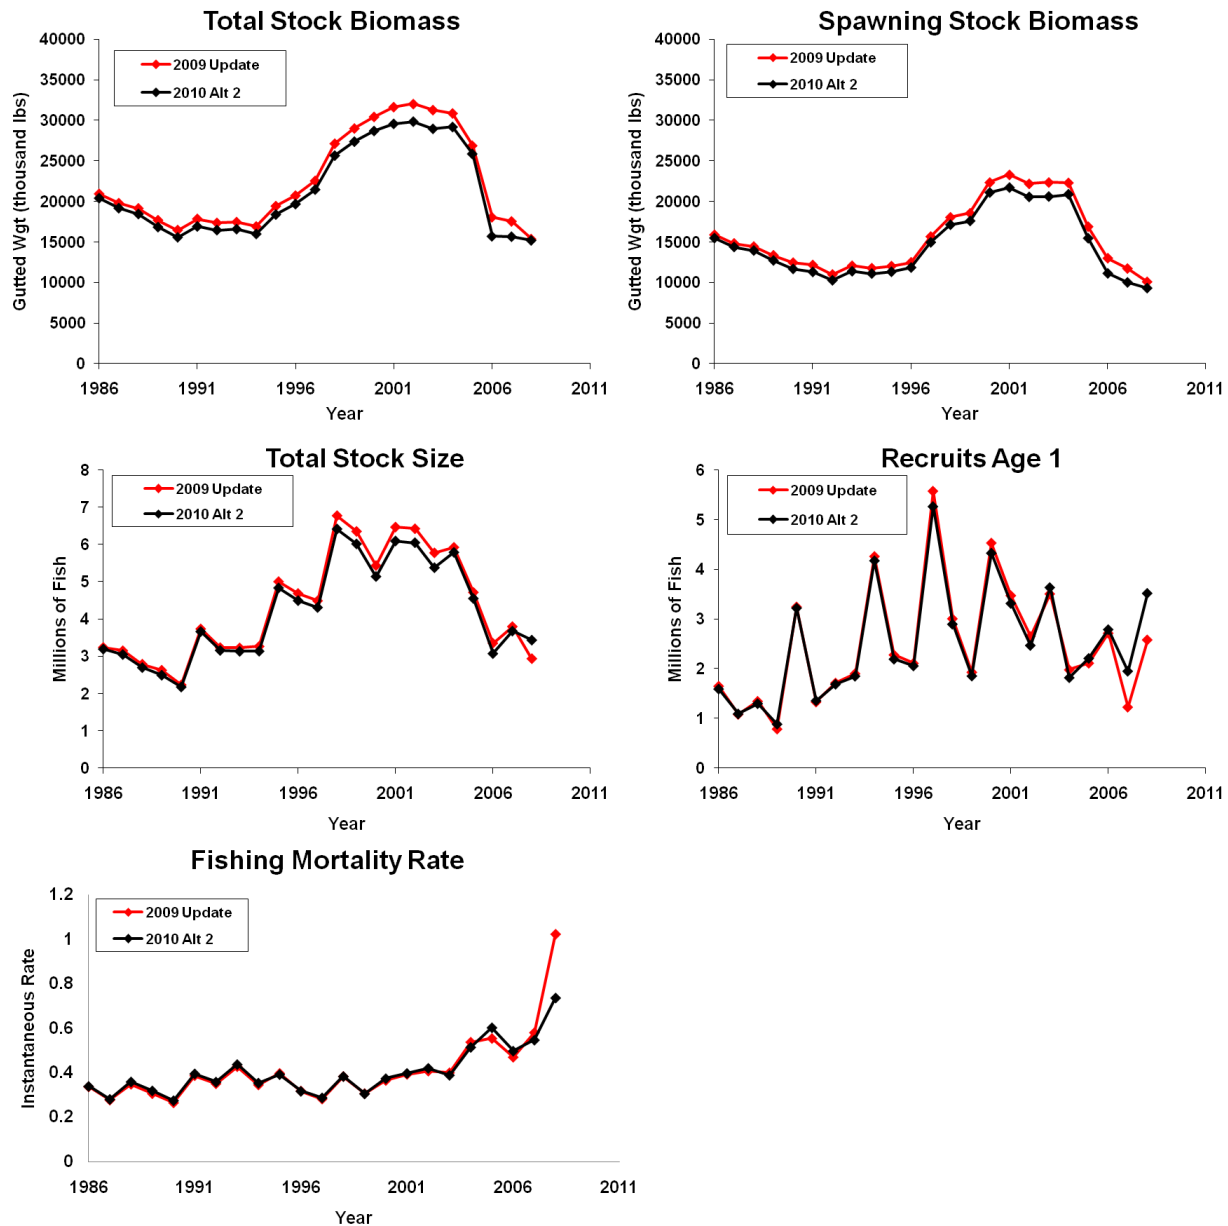 Total Stock Biomass
40000
35000
30000
25000
20000
15000
10000
5000
0
Gutted Wgt (thousand lbs)
2009 Update
2010 Alt 2
1986 1991 1996 2001 2006 2011
Year
Spawning Stock Biomass
40000
35000
30000
25000
20000
15000
10000
5000
0
Gutted Wgt (thousand lbs)
2009 Update
2010 Alt 2
1986 1991 1996 2001 2006 2011
Year
Total Stock Size
8
7
6
5
4
3
2
1
0
Millions of Fish
2009 Update
2010 Alt 2
1986 1991 1996 2001 2006 2011
Year
Recruits Age 1
6
5
4
3
2
1
0
Millions of Fish
2009 Update
2010 Alt 2
1986 1991 1996 2001 2006 2011
Year
Fishing Mortality Rate
1.2
1
0.8
0.6
0.4
0.2
0
Instantaneous Rate
2009 Update
2010 Alt 2
1986 1991 1996 2001 2006 2011
Year